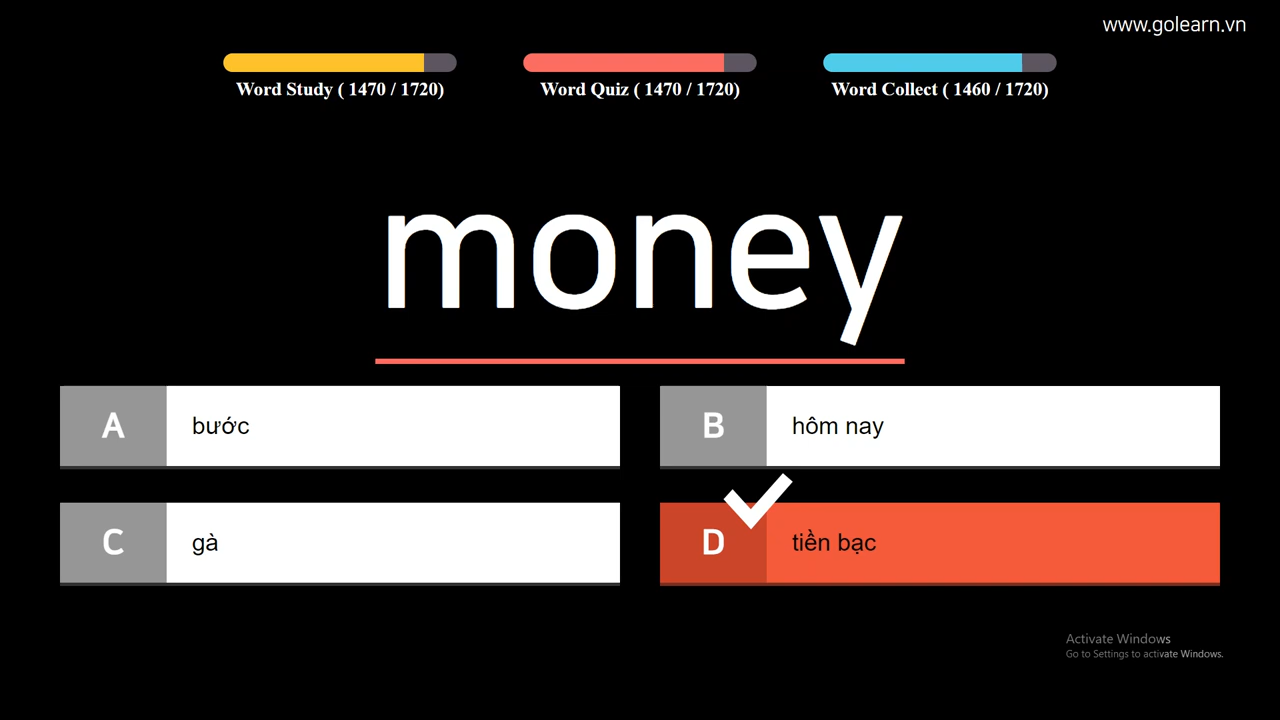 www.golearn.vn
Word Study ( 1470 / 1720)
Word Quiz ( 1470 / 1720)
Word Collect ( 1460 / 1720)
money
A bước
B hôm nay
C gà
D tiền bạc
Activate Windows
Go to Settings to activate Windows.